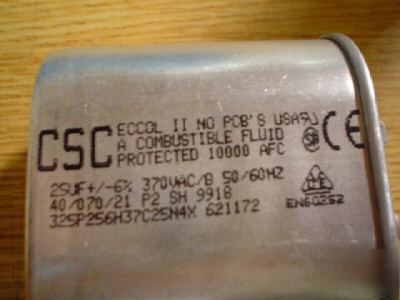 CSC
ECCOL II NO PCB'S USA
A COMBUSTIBLE FLUID
PROTECTED 10000 AFC
CE
25UF+/-6% 370VAC/B 50/60HZ
40/070/21 P2 SH 9918
325P256H37C25N4X 621172
EN60252